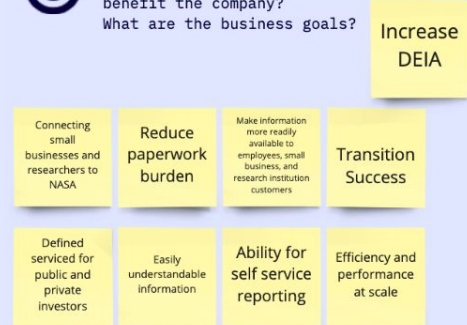 benefit the company?
What are the business goals?
Increase
DEIA
Connecting
small
businesses and
researchers to
NASA
Reduce
paperwork
burden
Make information
more readily
available to
employees, small
business, and
research institution
customers
Transition
Success
Defined
serviced for
public and
private
investors
Easily
understandable
information
Ability for
self service
reporting
Efficiency and
performance
at scale